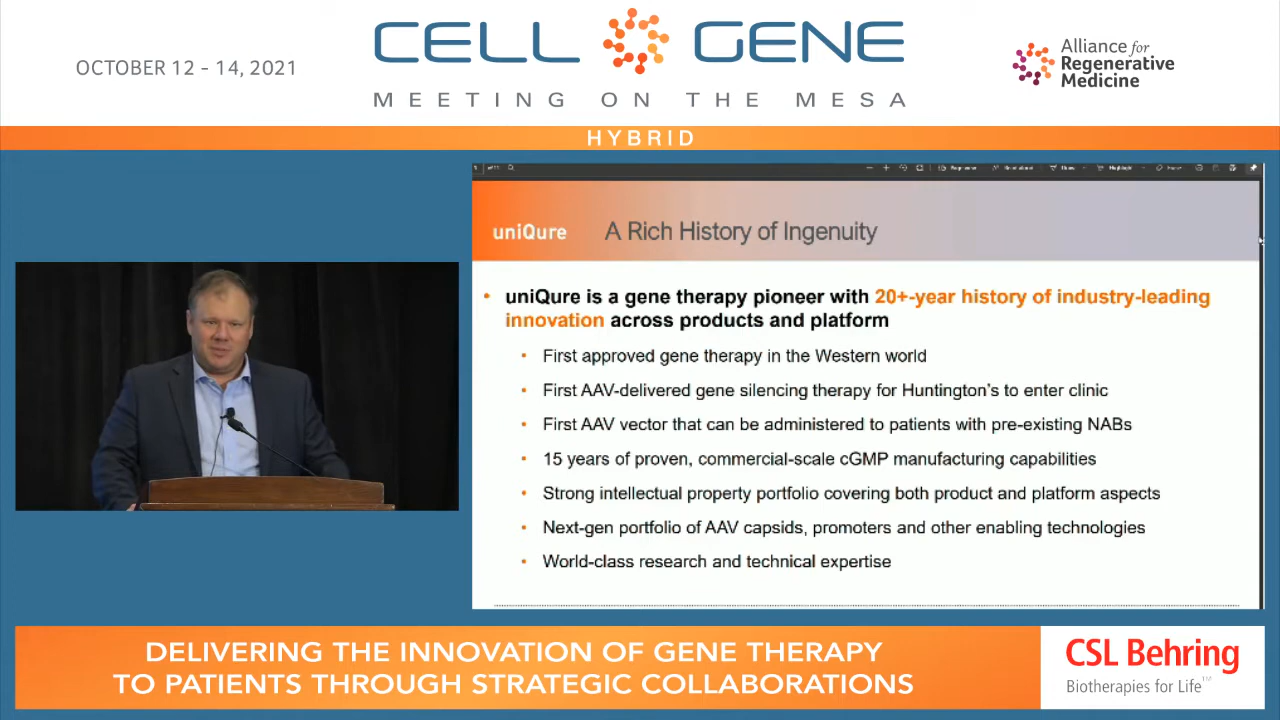 OCTOBER 12 - 14, 2021
CELL GENE
MEETING ON THE MESA
Alliance for
Regenerative
Medicine
HYBRID
uniQure
A Rich History of Ingenuity
• uniQure is a gene therapy pioneer with 20+-year history of industry-leading
innovation across products and platform
• First approved gene therapy in the Western world
• First AAV-delivered gene silencing therapy for Huntington's to enter clinic
• First AAV vector that can be administered to patients with pre-existing NABs
• 15 years of proven, commercial-scale cGMP manufacturing capabilities
• Strong intellectual property portfolio covering both product and platform aspects
• Next-gen portfolio of AAV capsids, promoters and other enabling technologies
• World-class research and technical expertise
DELIVERING THE INNOVATION OF GENE THERAPY
TO PATIENTS THROUGH STRATEGIC COLLABORATIONS
CSL Behring
Biotherapies for Life™